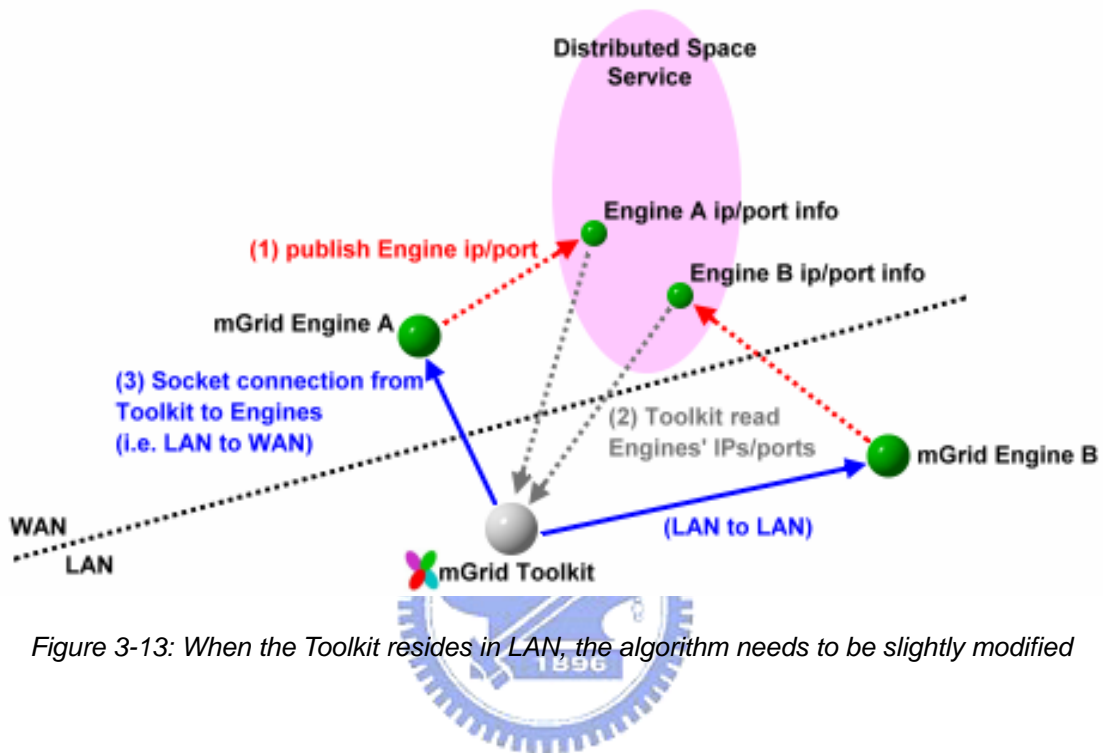 Distributed Space
Service
Engine A ip/port info
(1) publish Engine ip/port
Engine B ip/port info
mGrid Engine A
(3) Socket connection from
Toolkit to Engines
(i.e. LAN to WAN)
(2) Toolkit read
Engines' IPs/ports
mGrid Engine B
WAN
(LAN to LAN)
LAN
mGrid Toolkit
Figure 3-13: When the Toolkit resides in LAN, the algorithm needs to be slightly modified
1896